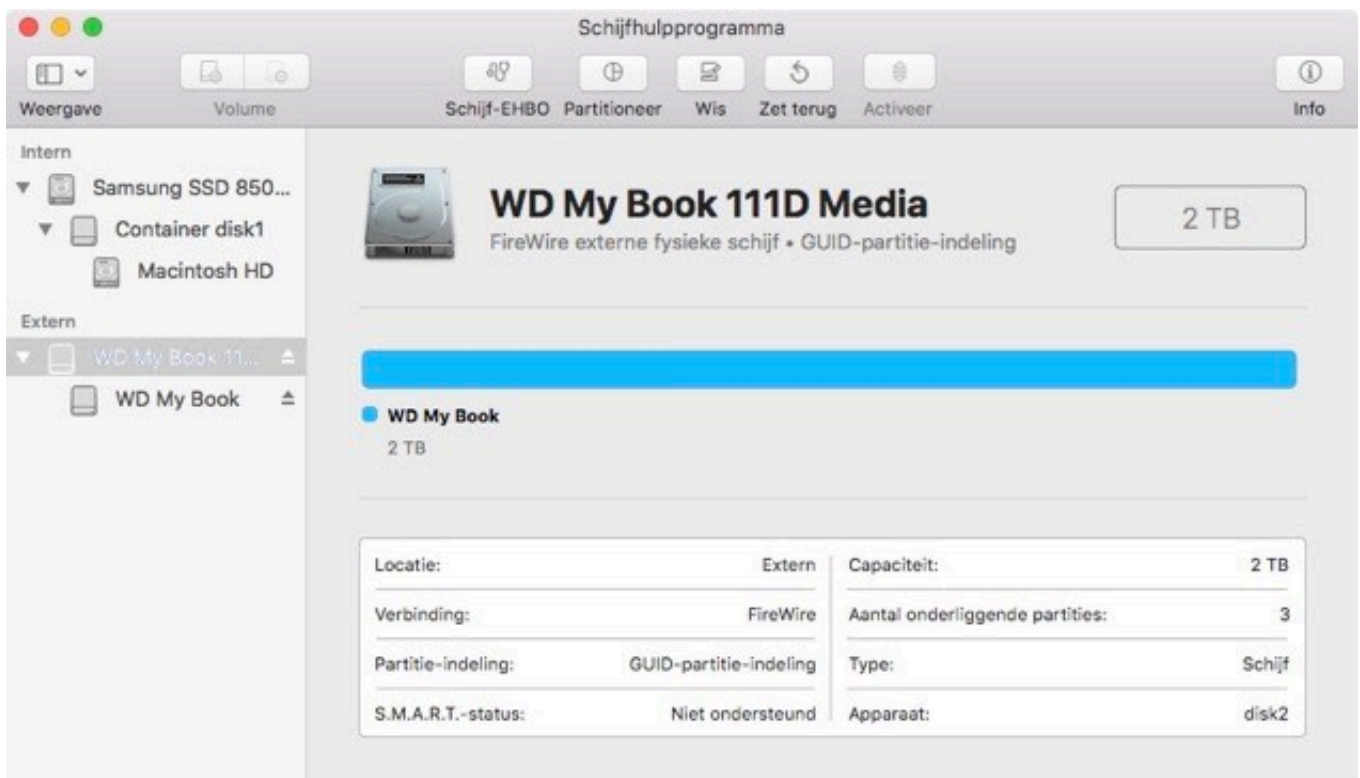 Schijfhulpprogramma
Weergave Volume Schijf-EHBO Partitioneer Wis Zet terug Activeer Info
Intern
Samsung SSD 850...
Container disk1
Macintosh HD
Extern
WD My Book 11...
WD My Book
WD My Book 111D Media
FireWire externe fysieke schijf • GUID-partitie-indeling
2 TB
WD My Book
2 TB
Locatie: Extern Capaciteit: 2 TB
Verbinding: FireWire Aantal onderliggende partities: 3
Partitie-indeling: GUID-partitie-indeling Type: Schijf
S.M.A.R.T.-status: Niet ondersteund Apparaat: disk2